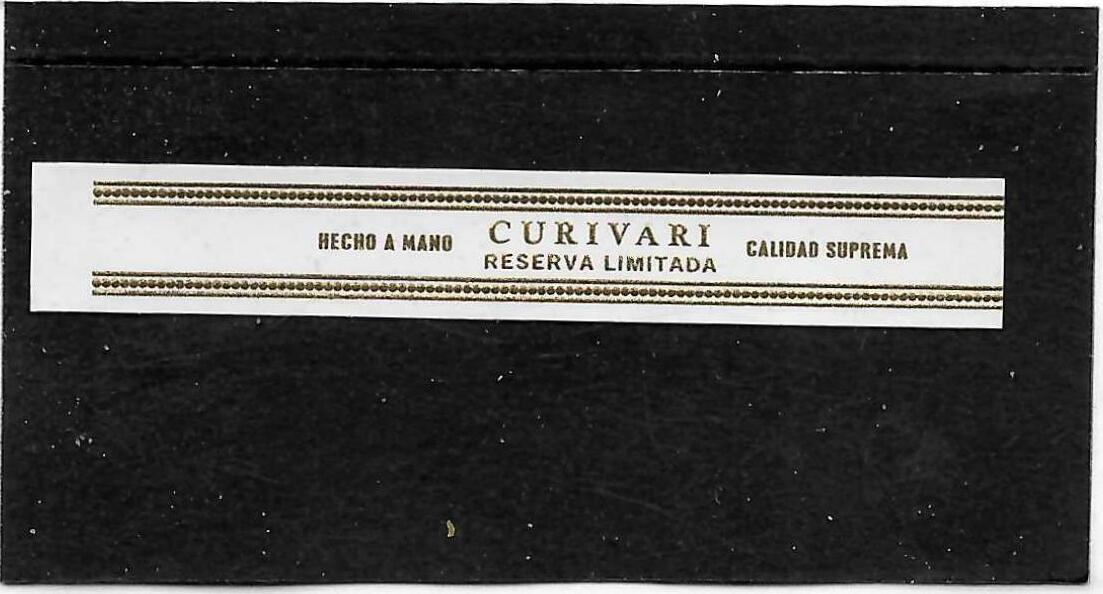 HECHO A MANO
CURIVARI
RESERVA LIMITADA
CALIDAD SUPREMA